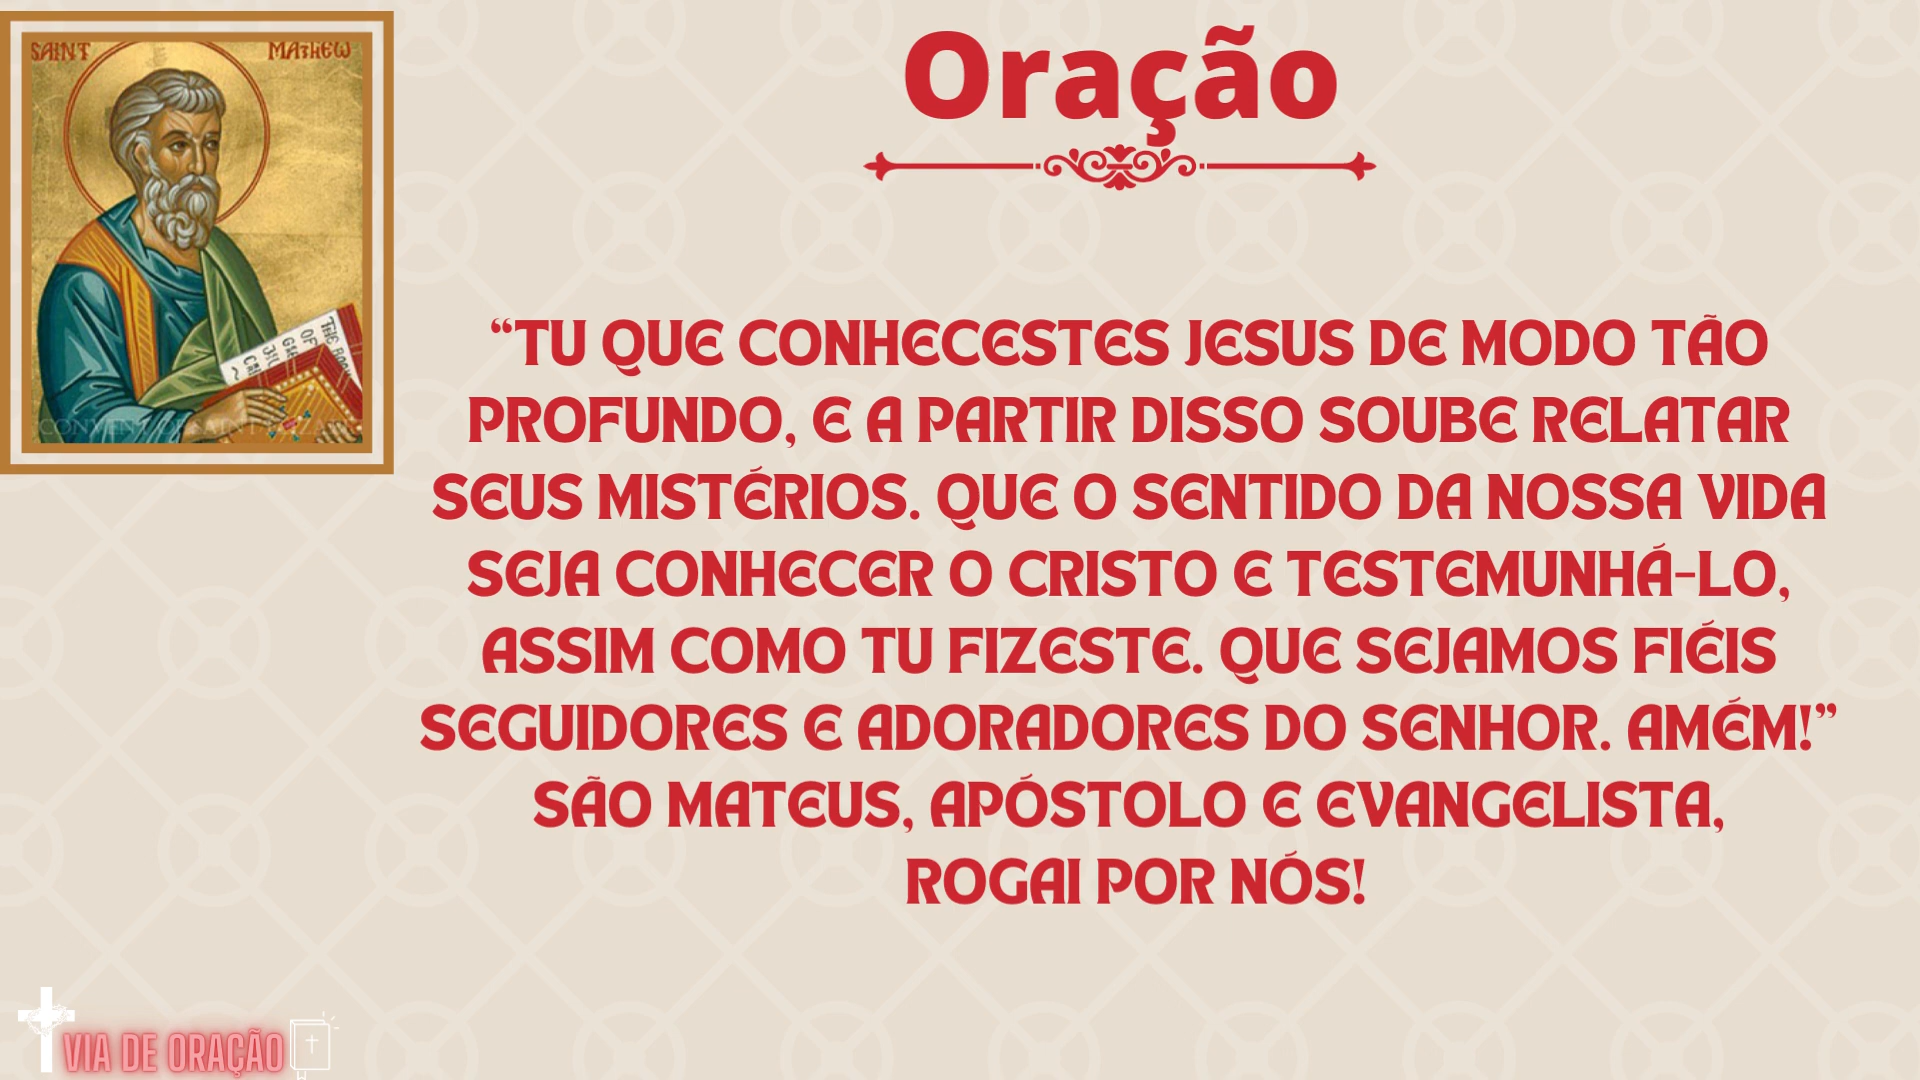 SAINT MATHEW
Oração
“TU QUE CONHECESTES JESUS DE MODO TÃO
PROFUNDO, E A PARTIR DISSO SOUBE RELATAR
SEUS MISTÉRIOS. QUE O SENTIDO DA NOSSA VIDA
SEJA CONHECER O CRISTO E TESTEMUNHÁ-LO,
ASSIM COMO TU FIZESTE. QUE SEJAMOS FIÉIS
SEGUIDORES E ADORADORES DO SENHOR. AMÉM!”
SÃO MATEUS, APÓSTOLO E EVANGELISTA,
ROGAI POR NÓS!
VIA DE ORAÇÃO